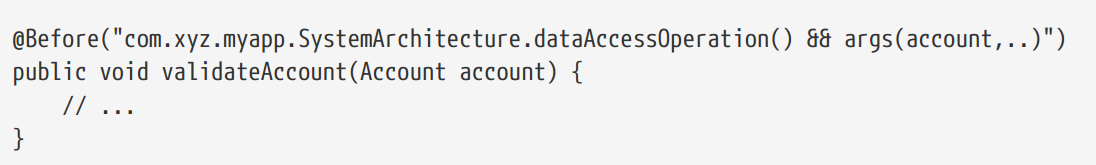 @Before("com.xyz.myapp.SystemArchitecture.dataAccessOperation() && args(account,..)")
public void validateAccount(Account account) {
    // ...
}